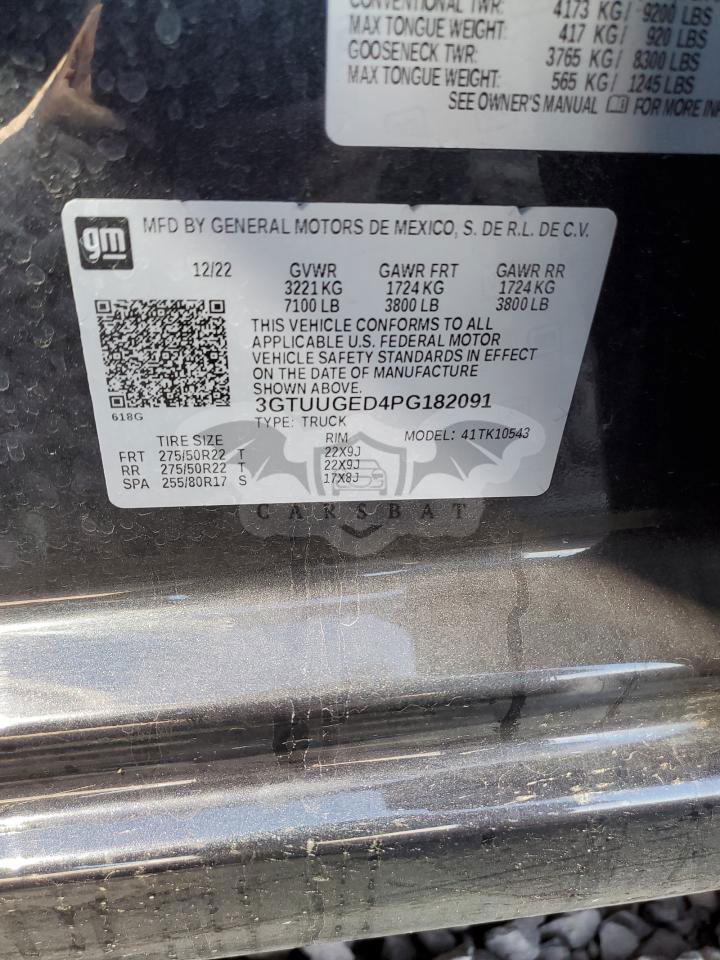 CONVENTIONAL TWR: 4173 KG/ 9200 LBS
MAX TONGUE WEIGHT: 417 KG/ 920 LBS
GOOSENECK TWR: 3765 KG/ 8300 LBS
MAX TONGUE WEIGHT: 565 KG/ 1245 LBS
SEE OWNER'S MANUAL FOR MORE
gm MFD BY GENERAL MOTORS DE MEXICO, S. DE R.L. DE C.V.
12/22 GVWR GAWR FRT GAWR RR
3221 KG 1724 KG 1724 KG
7100 LB 3800 LB 3800 LB
THIS VEHICLE CONFORMS TO ALL
APPLICABLE U.S. FEDERAL MOTOR
VEHICLE SAFETY STANDARDS IN EFFECT
ON THE DATE OF MANUFACTURE
SHOWN ABOVE.
3GTUUGED4PG182091
618G TYPE: TRUCK MODEL: 41TK10543
TIRE SIZE RIM
FRT 275/50R22 T 22X9J
RR 275/50R22 T 22X9J
SPA 255/80R17 S 17X8J
CARSBAT